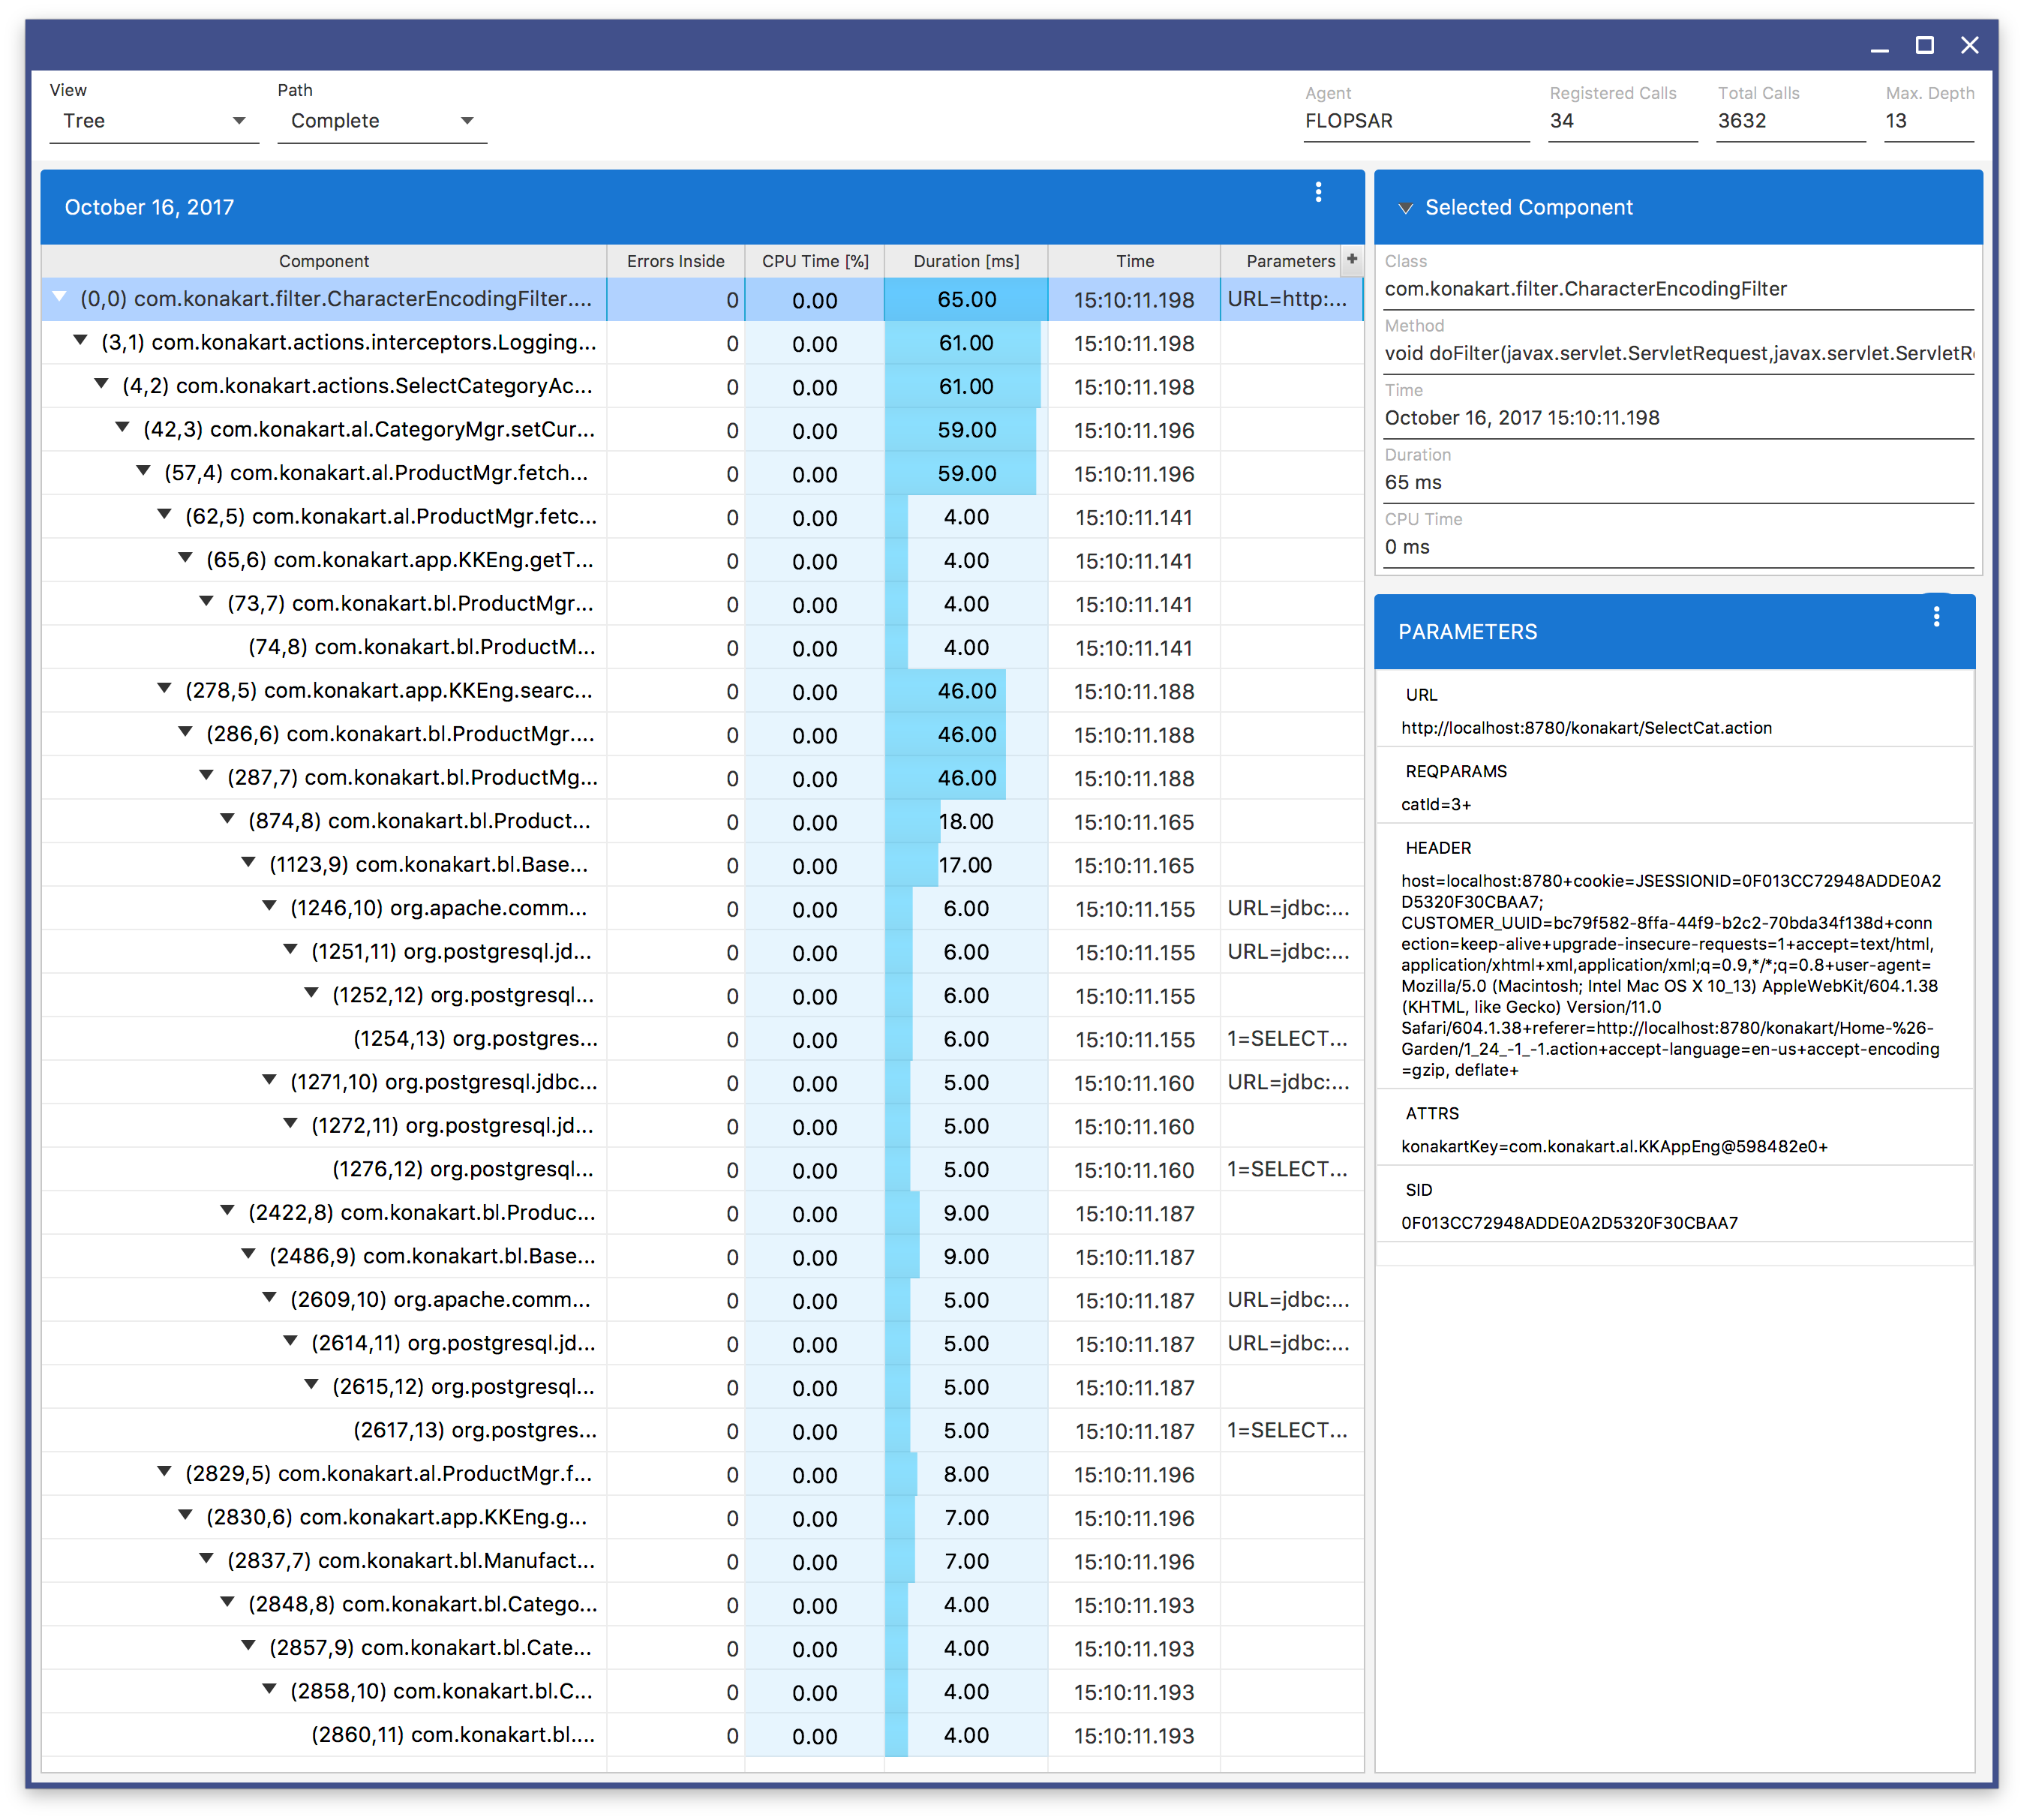 View
Path
Agent
Registered Calls
Total Calls
Max. Depth
Tree
Complete
FLOPSAR
34
3632
13
October 16, 2017
Component Errors Inside CPU Time [%] Duration [ms] Time Parameters +
(0,0) com.konakart.filter.CharacterEncodingFilter.... 0 0.00 65.00 15:10:11.198 URL=http:...
(3,1) com.konakart.actions.interceptors.Logging... 0 0.00 61.00 15:10:11.198
(4,2) com.konakart.actions.SelectCategoryAc... 0 0.00 61.00 15:10:11.198
(42,3) com.konakart.al.CategoryMgr.setCur... 0 0.00 59.00 15:10:11.196
(57,4) com.konakart.al.ProductMgr.fetch... 0 0.00 59.00 15:10:11.196
(62,5) com.konakart.al.ProductMgr.fetc... 0 0.00 4.00 15:10:11.141
(65,6) com.konakart.app.KKEng.getT... 0 0.00 4.00 15:10:11.141
(73,7) com.konakart.bl.ProductMgr... 0 0.00 4.00 15:10:11.141
(74,8) com.konakart.bl.ProductM... 0 0.00 4.00 15:10:11.141
(278,5) com.konakart.app.KKEng.searc... 0 0.00 46.00 15:10:11.188
(286,6) com.konakart.bl.ProductMgr.... 0 0.00 46.00 15:10:11.188
(287,7) com.konakart.bl.ProductMg... 0 0.00 46.00 15:10:11.188
(874,8) com.konakart.bl.Product... 0 0.00 18.00 15:10:11.165
(1123,9) com.konakart.bl.Base... 0 0.00 17.00 15:10:11.165
(1246,10) org.apache.comm... 0 0.00 6.00 15:10:11.155 URL=jdbc:...
(1251,11) org.postgresql.jd... 0 0.00 6.00 15:10:11.155 URL=jdbc:...
(1252,12) org.postgresql... 0 0.00 6.00 15:10:11.155
(1254,13) org.postgres... 0 0.00 6.00 15:10:11.155 1=SELECT...
(1271,10) org.postgresql.jdbc... 0 0.00 5.00 15:10:11.160 URL=jdbc:...
(1272,11) org.postgresql.jd... 0 0.00 5.00 15:10:11.160
(1276,12) org.postgresql... 0 0.00 5.00 15:10:11.160 1=SELECT...
(2422,8) com.konakart.bl.Produc... 0 0.00 9.00 15:10:11.187
(2486,9) com.konakart.bl.Base... 0 0.00 9.00 15:10:11.187
(2609,10) org.apache.comm... 0 0.00 5.00 15:10:11.187 URL=jdbc:...
(2614,11) org.postgresql.jd... 0 0.00 5.00 15:10:11.187 URL=jdbc:...
(2615,12) org.postgresql... 0 0.00 5.00 15:10:11.187
(2617,13) org.postgres... 0 0.00 5.00 15:10:11.187 1=SELECT...
(2829,5) com.konakart.al.ProductMgr.f... 0 0.00 8.00 15:10:11.196
(2830,6) com.konakart.app.KKEng.g... 0 0.00 7.00 15:10:11.196
(2837,7) com.konakart.bl.Manufact... 0 0.00 7.00 15:10:11.196
(2848,8) com.konakart.bl.Catego... 0 0.00 4.00 15:10:11.193
(2857,9) com.konakart.bl.Cate... 0 0.00 4.00 15:10:11.193
(2858,10) com.konakart.bl.C... 0 0.00 4.00 15:10:11.193
(2860,11) com.konakart.bl.... 0 0.00 4.00 15:10:11.193
Selected Component
Class
com.konakart.filter.CharacterEncodingFilter
Method
void doFilter(javax.servlet.ServletRequest,javax.servlet.ServletR
Time
October 16, 2017 15:10:11.198
Duration
65 ms
CPU Time
0 ms
PARAMETERS
URL
http://localhost:8780/konakart/SelectCat.action
REQPARAMS
catId=3+
HEADER
host=localhost:8780+cookie=JSESSIONID=0F013CC72948ADDE0A2
D5320F30CBAA7;
CUSTOMER_UUID=bc79f582-8ffa-44f9-b2c2-70bda34f138d+conn
ection=keep-alive+upgrade-insecure-requests=1+accept=text/html,
application/xhtml+xml,application/xml;q=0.9,*/*;q=0.8+user-agent=
Mozilla/5.0 (Macintosh; Intel Mac OS X 10_13) AppleWebKit/604.1.38
(KHTML, like Gecko) Version/11.0
Safari/604.1.38+referer=http://localhost:8780/konakart/Home-%26-
Garden/1_24_-1_-1.action+accept-language=en-us+accept-encoding
=gzip, deflate+
ATTRS
konakartKey=com.konakart.al.KKAppEng@598482e0+
SID
0F013CC72948ADDE0A2D5320F30CBAA7